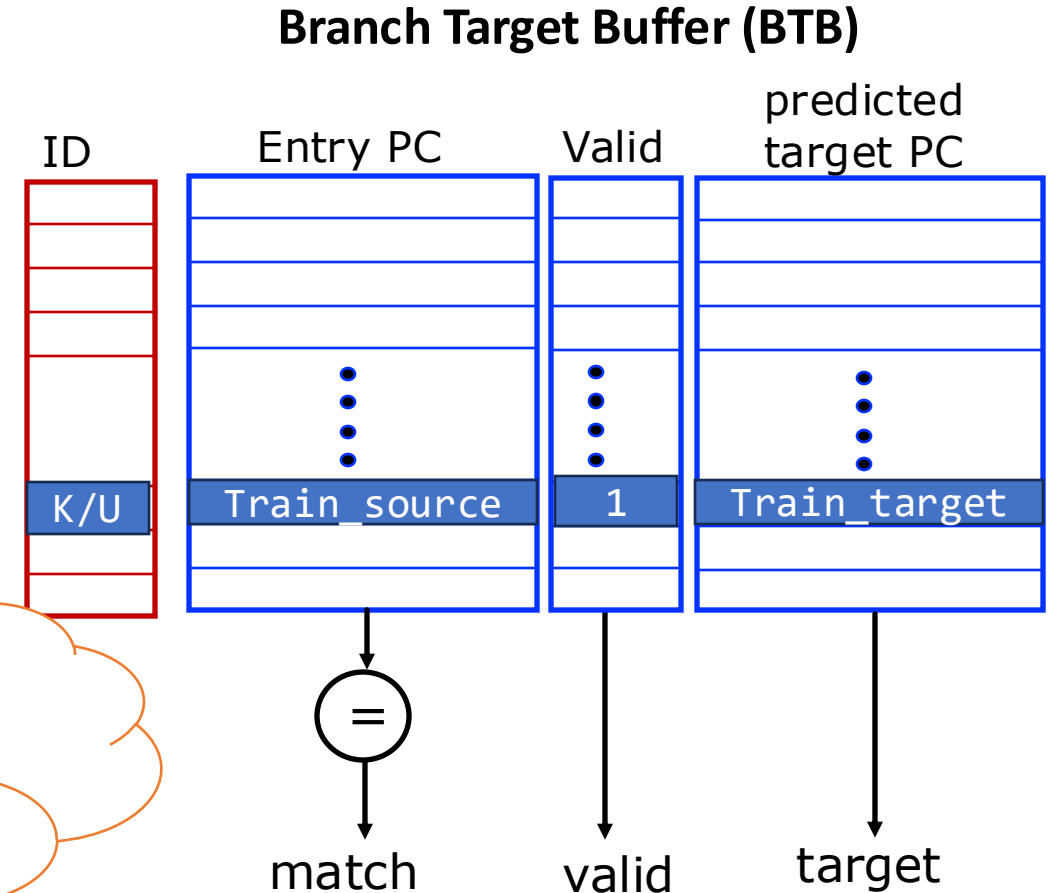 Branch Target Buffer (BTB)
ID
Entry PC
Valid
predicted
target PC
K/U
Train_source
1
Train_target
=
match
valid
target